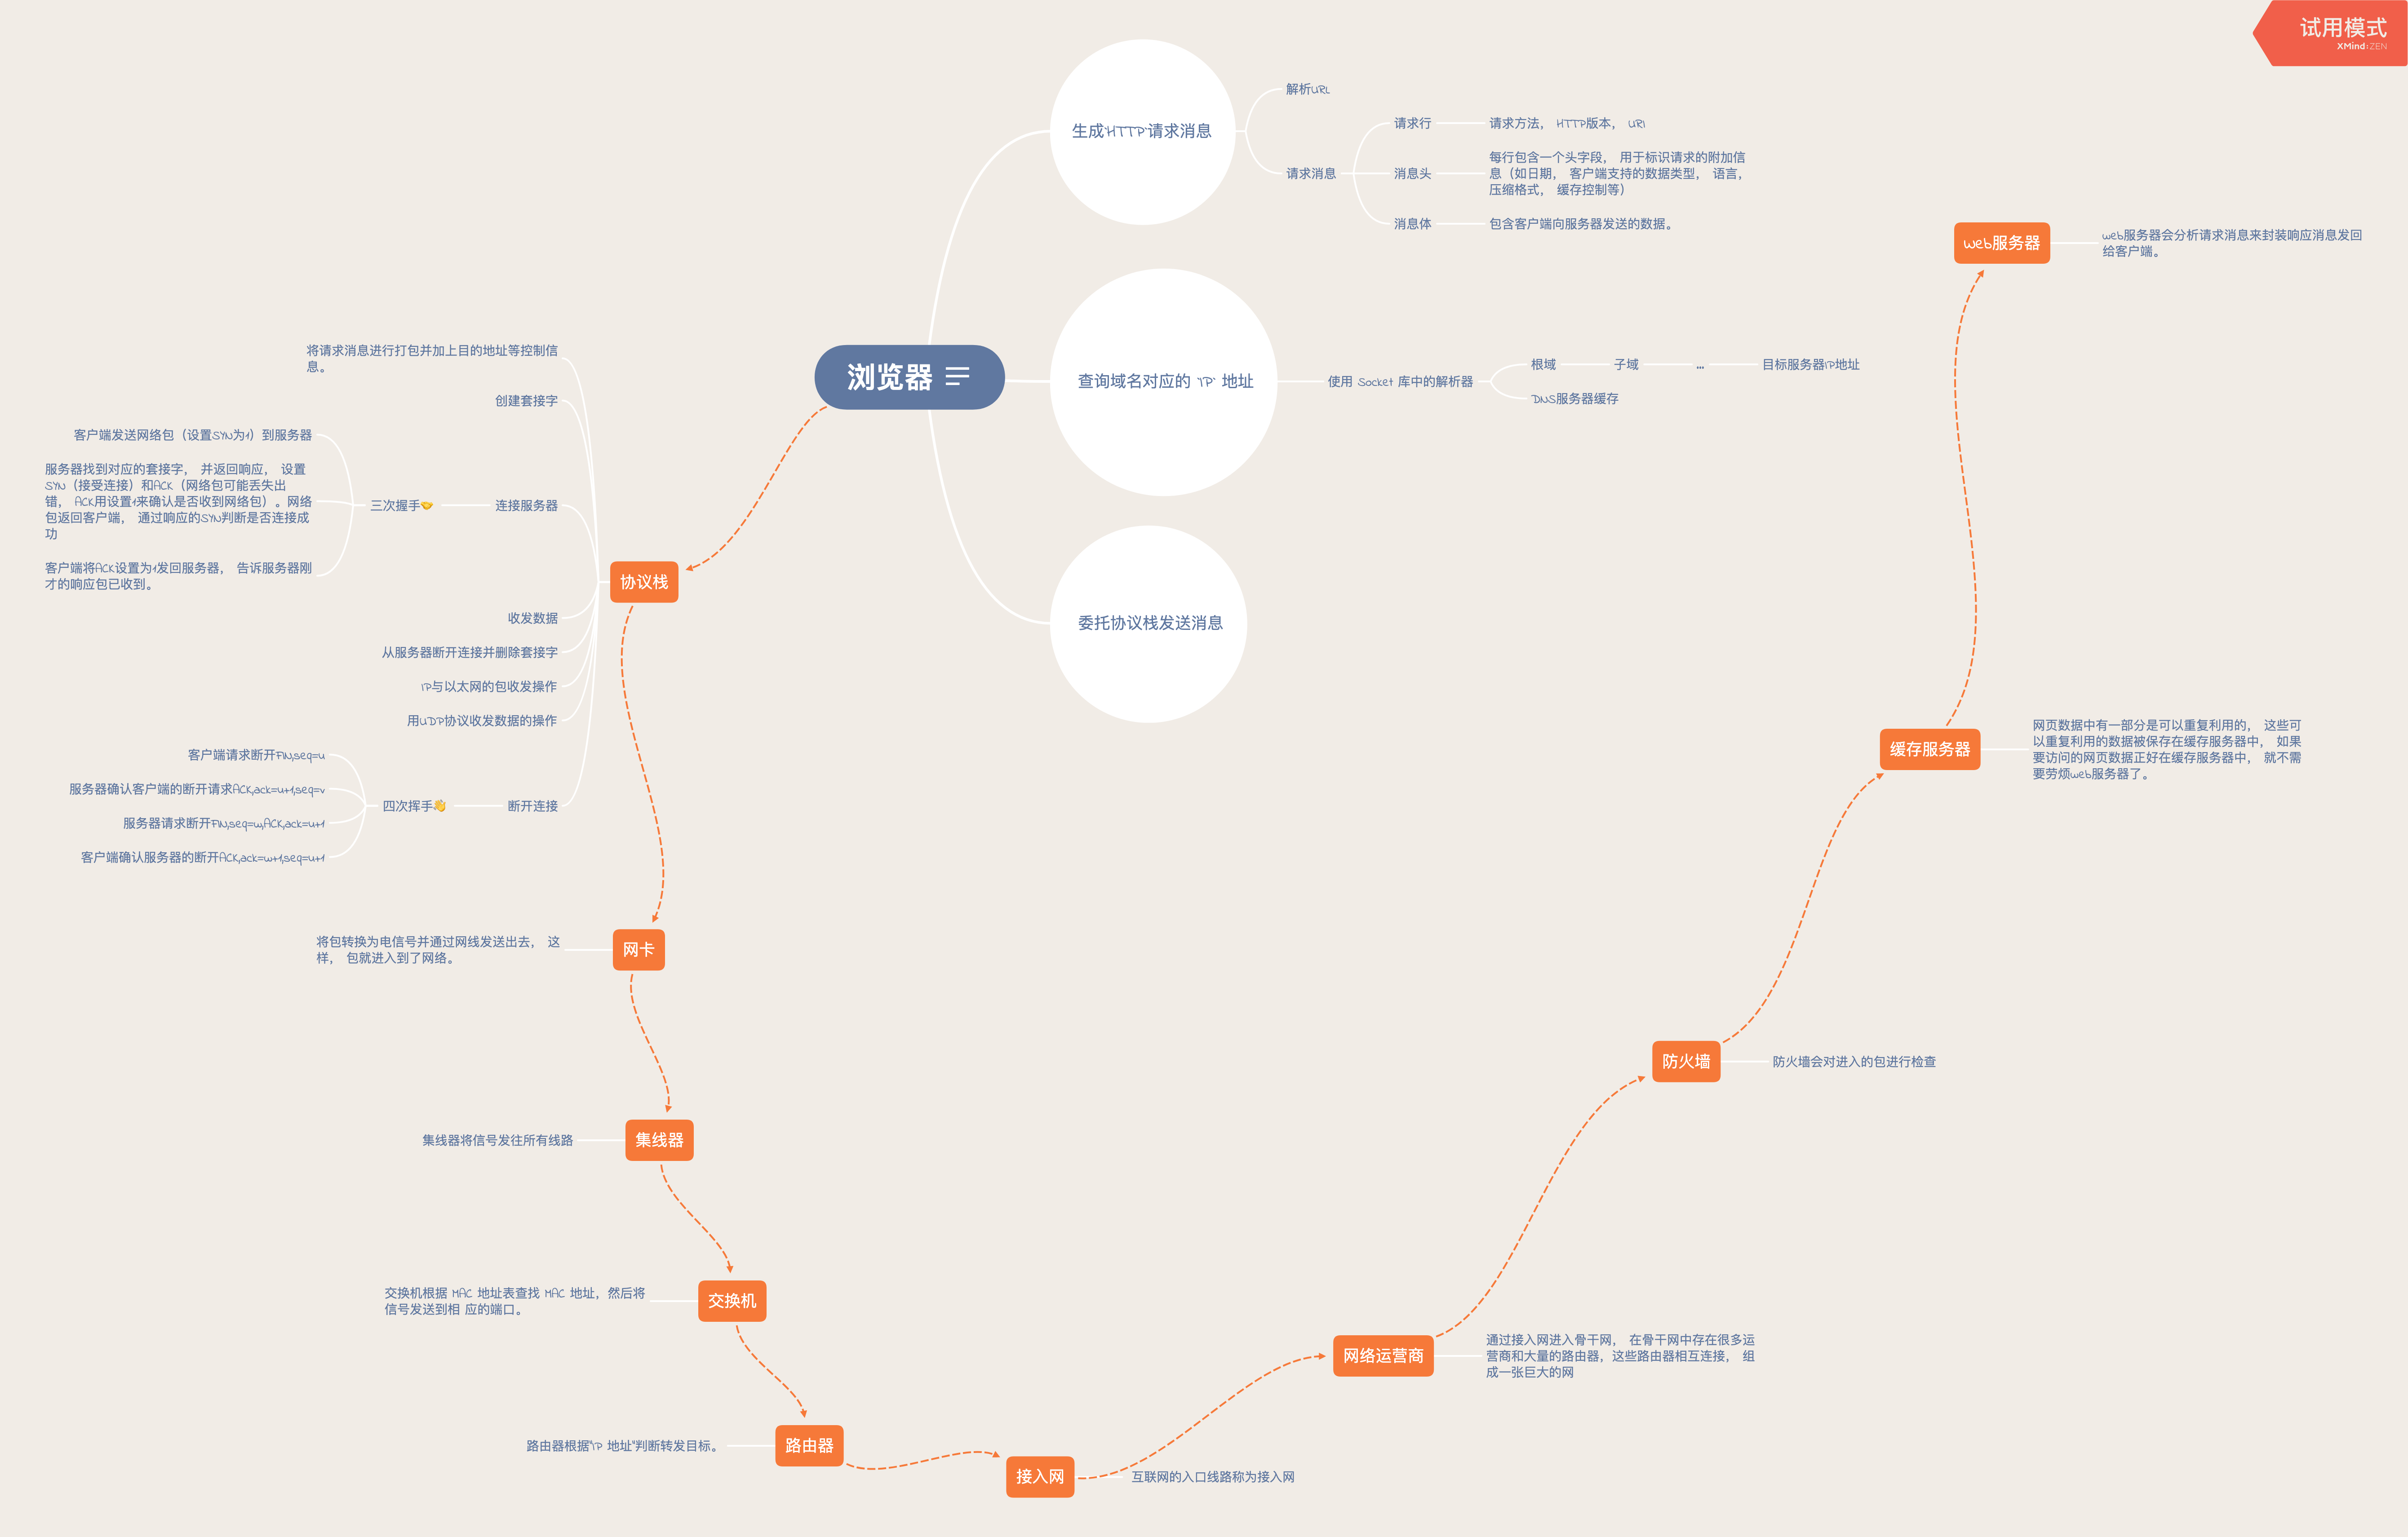 试用模式
XMind:ZEN
浏览器
生成`HTTP`请求消息
解析URL
请求消息
请求行
请求方法， HTTP版本， URI
消息头
每行包含一个头字段， 用于标识请求的附加信
息（如日期， 客户端支持的数据类型， 语言，
压缩格式， 缓存控制等）
消息体
包含客户端向服务器发送的数据。
查询域名对应的 `IP` 地址
使用 Socket 库中的解析器
根域
子域
...
目标服务器IP地址
DNS服务器缓存
委托协议栈发送消息
协议栈
将请求消息进行打包并加上目的地址等控制信
息。
创建套接字
连接服务器
三次握手🤝
客户端发送网络包（设置SYN为1）到服务器
服务器找到对应的套接字， 并返回响应， 设置
SYN（接受连接）和ACK（网络包可能丢失出
错， ACK用设置1来确认是否收到网络包）。网络
包返回客户端， 通过响应的SYN判断是否连接成
功
客户端将ACK设置为1发回服务器， 告诉服务器刚
才的响应包已收到。
收发数据
从服务器断开连接并删除套接字
IP与以太网的包收发操作
用UDP协议收发数据的操作
断开连接
四次挥手👋
客户端请求断开FIN,seq=u
服务器确认客户端的断开请求ACK,ack=u+1,seq=v
服务器请求断开FIN,seq=w,ACK,ack=u+1
客户端确认服务器的断开ACK,ack=w+1,seq=u+1
网卡
将包转换为电信号并通过网线发送出去， 这
样， 包就进入到了网络。
集线器
集线器将信号发往所有线路
交换机
交换机根据 MAC 地址表查找 MAC 地址，然后将
信号发送到相 应的端口。
路由器
路由器根据"IP 地址"判断转发目标。
接入网
互联网的入口线路称为接入网
网络运营商
通过接入网进入骨干网， 在骨干网中存在很多运
营商和大量的路由器，这些路由器相互连接， 组
成一张巨大的网
防火墙
防火墙会对进入的包进行检查
缓存服务器
网页数据中有一部分是可以重复利用的， 这些可
以重复利用的数据被保存在缓存服务器中， 如果
要访问的网页数据正好在缓存服务器中， 就不需
要劳烦web服务器了。
web服务器
web服务器会分析请求消息来封装响应消息发回
给客户端。